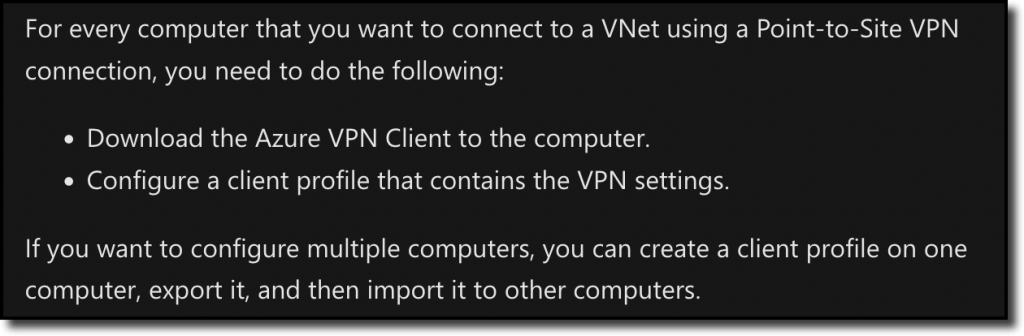 For every computer that you want to connect to a VNet using a Point-to-Site VPN
connection, you need to do the following:
• Download the Azure VPN Client to the computer.
• Configure a client profile that contains the VPN settings.
If you want to configure multiple computers, you can create a client profile on one
computer, export it, and then import it to other computers.